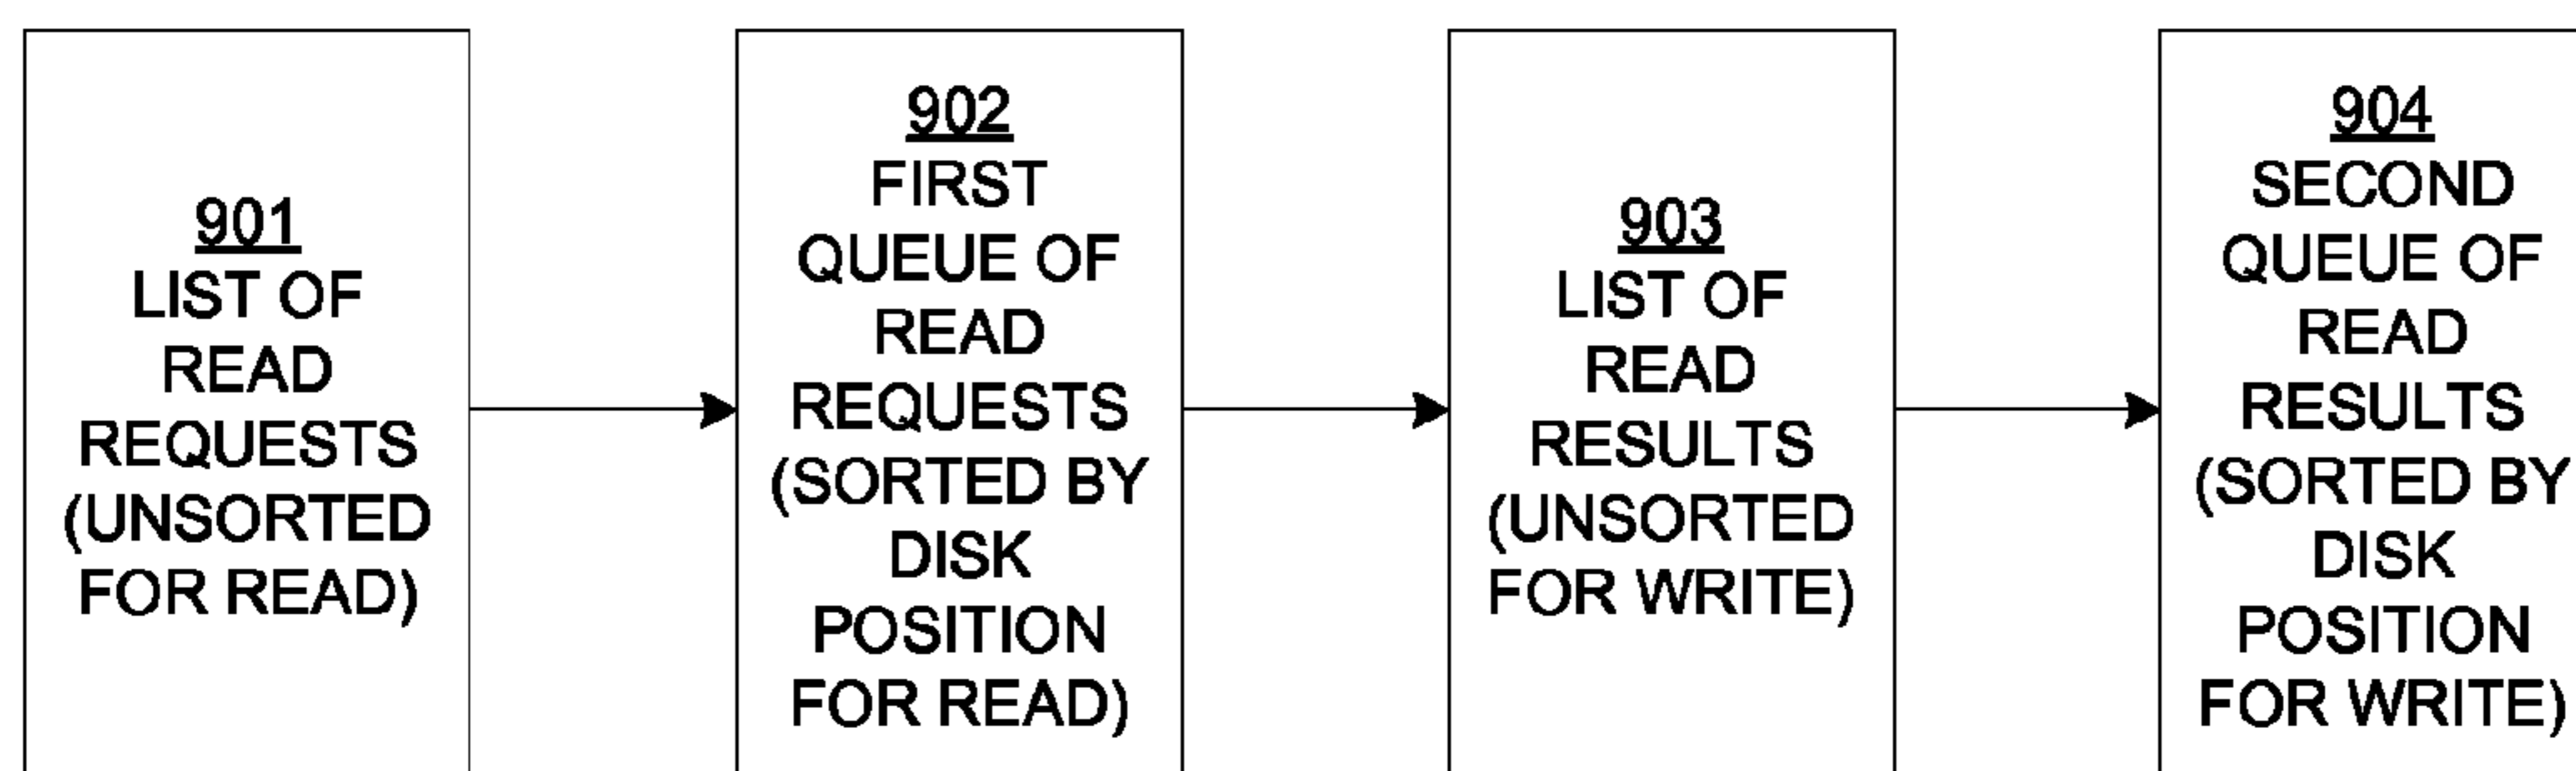 901
LIST OF
READ
REQUESTS
(UNSORTED
FOR READ)
902
FIRST
QUEUE OF
READ
REQUESTS
(SORTED BY
DISK
POSITION
FOR READ)
903
LIST OF
READ
RESULTS
(UNSORTED
FOR WRITE)
904
SECOND
QUEUE OF
READ
RESULTS
(SORTED BY
DISK
POSITION
FOR WRITE)